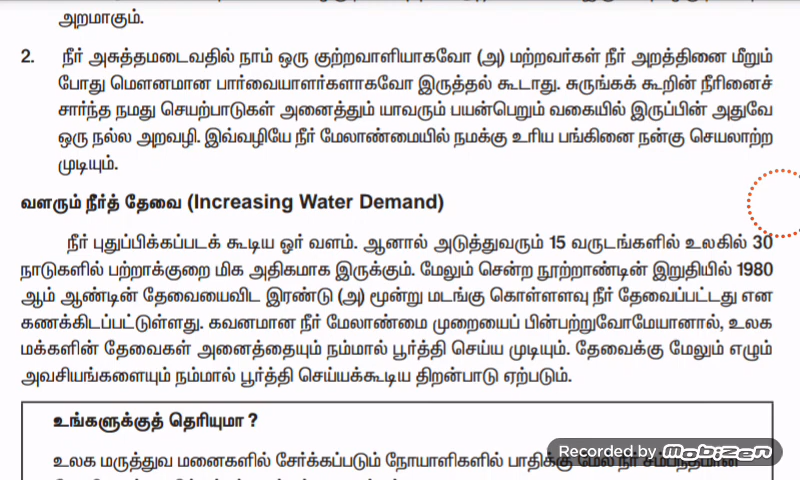 அறமாகும்.
2. நீர் அசுத்தமடைவதில் நாம் ஒரு குற்றவாளியாகவோ (அ) மற்றவர்கள் நீர் அறத்தினை மீறும்
போது மௌனமான பார்வையாளர்களாகவோ இருத்தல் கூடாது. சுருங்கக் கூறின் நீரினைச்
சார்ந்த நமது செயற்பாடுகள் அனைத்தும் யாவரும் பயன்பெறும் வகையில் இருப்பின் அதுவே
ஒரு நல்ல அறவழி. இவ்வழியே நீர் மேலாண்மையில் நமக்கு உரிய பங்கினை நன்கு செயலாற்ற
முடியும்.
வளரும் நீர்த் தேவை (Increasing Water Demand)
நீர் புதுப்பிக்கப்படக் கூடிய ஓர் வளம். ஆனால் அடுத்துவரும் 15 வருடங்களில் உலகில் 30
நாடுகளில் பற்றாக்குறை மிக அதிகமாக இருக்கும். மேலும் சென்ற நூற்றாண்டின் இறுதியில் 1980
ஆம் ஆண்டின் தேவையைவிட இரண்டு (அ) மூன்று மடங்கு கொள்ளளவு நீர் தேவைப்பட்டது என
கணக்கிடப்பட்டுள்ளது. கவனமான நீர் மேலாண்மை முறையைப் பின்பற்றுவோமேயானால், உலக
மக்களின் தேவைகள் அனைத்தையும் நம்மால் பூர்த்தி செய்ய முடியும். தேவைக்கு மேலும் எழும்
அவசியங்களையும் நம்மால் பூர்த்தி செய்யக்கூடிய திறன்பாடு ஏற்படும்.
உங்களுக்குத் தெரியுமா ?
உலக மருத்துவ மனைகளில் சேர்க்கப்படும் நோயாளிகளில் பாதிக்கு மேல் நீர் சம்பந்தமான
Recorded by Mobizen